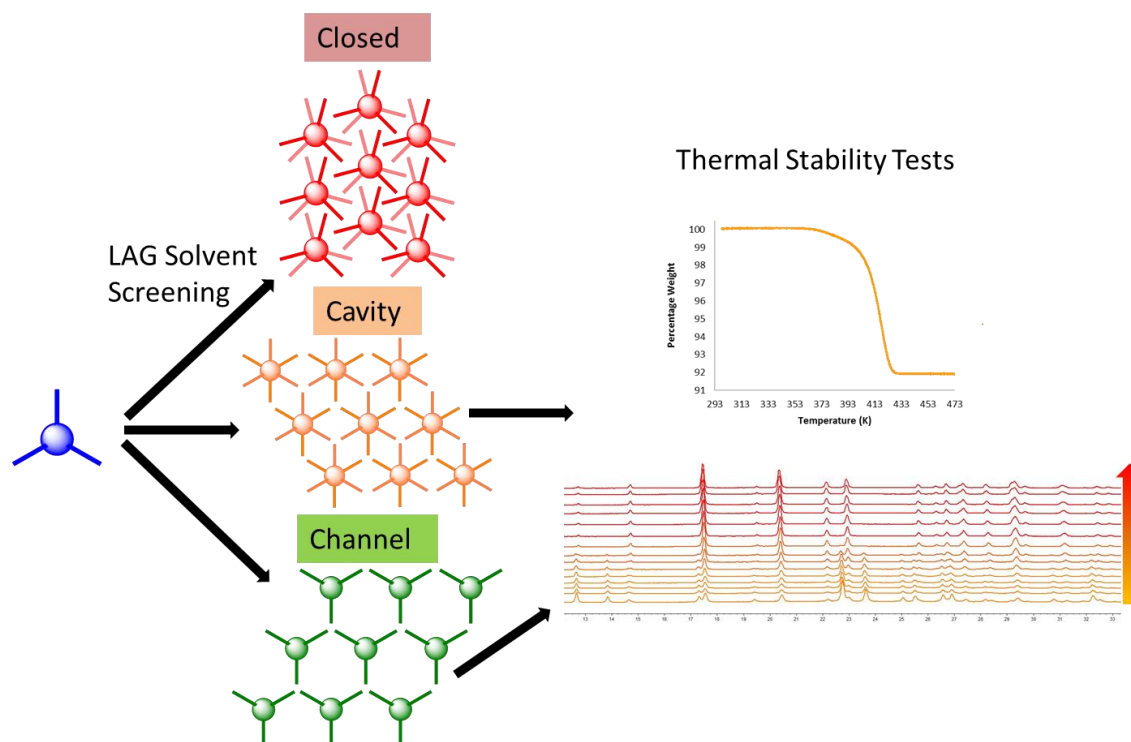 Closed
LAG Solvent
Screening
Cavity
Channel
Thermal Stability Tests
100
99
98
97
96
95
94
93
92
91
Percentage Weight
293 313 333 353 373 393 413 433 453 473
Temperature (K)
13 14 15 16 17 18 19 20 21 22 23 24 25 26 27 28 29 30 31 32 33